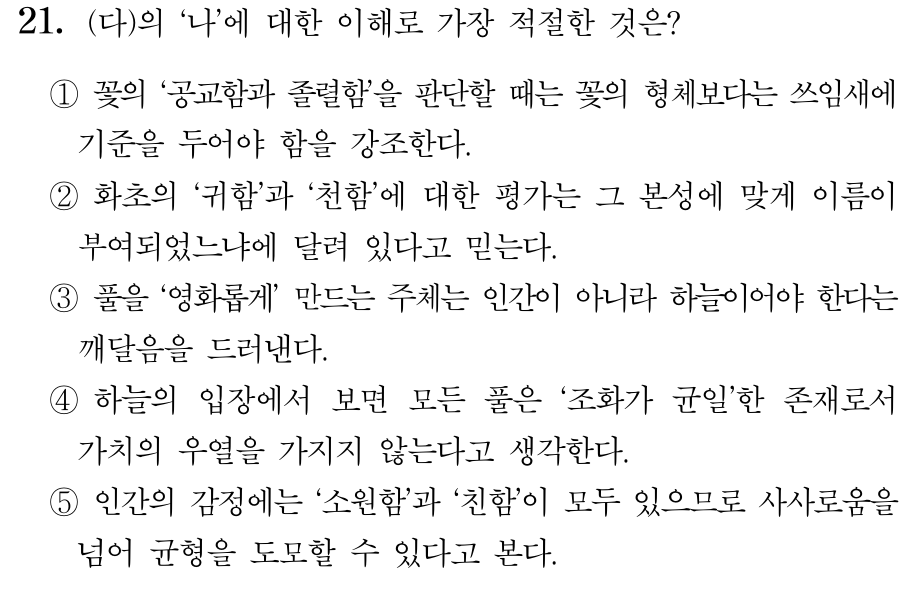 21. (다)의 ‘나’에 대한 이해로 가장 적절한 것은?
① 꽃의 ‘공교함과 졸렬함’을 판단할 때는 꽃의 형체보다는 쓰임새에
기준을 두어야 함을 강조한다.
② 화초의 ‘귀함’과 ‘천함’에 대한 평가는 그 본성에 맞게 이름이
부여되었느냐에 달려 있다고 믿는다.
③ 풀을 ‘영화롭게’ 만드는 주체는 인간이 아니라 하늘이어야 한다는
깨달음을 드러낸다.
④ 하늘의 입장에서 보면 모든 풀은 ‘조화가 균일’한 존재로서
가치의 우열을 가지지 않는다고 생각한다.
⑤ 인간의 감정에는 ‘소원함’과 ‘친함’이 모두 있으므로 사사로움을
넘어 균형을 도모할 수 있다고 본다.